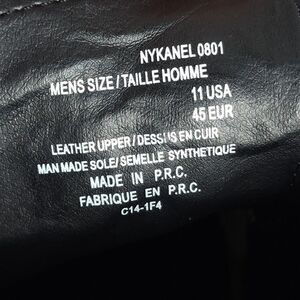 NYKANEL 0801
MENS SIZE / TAILLE HOMME
11 USA
45 EUR
LEATHER UPPER / DESSUS EN CUIR
MAN MADE SOLE/ SEMELLE SYNTHETIQUE
MADE IN P.R.C.
FABRIQUE EN P.R.C.
C14-1F4